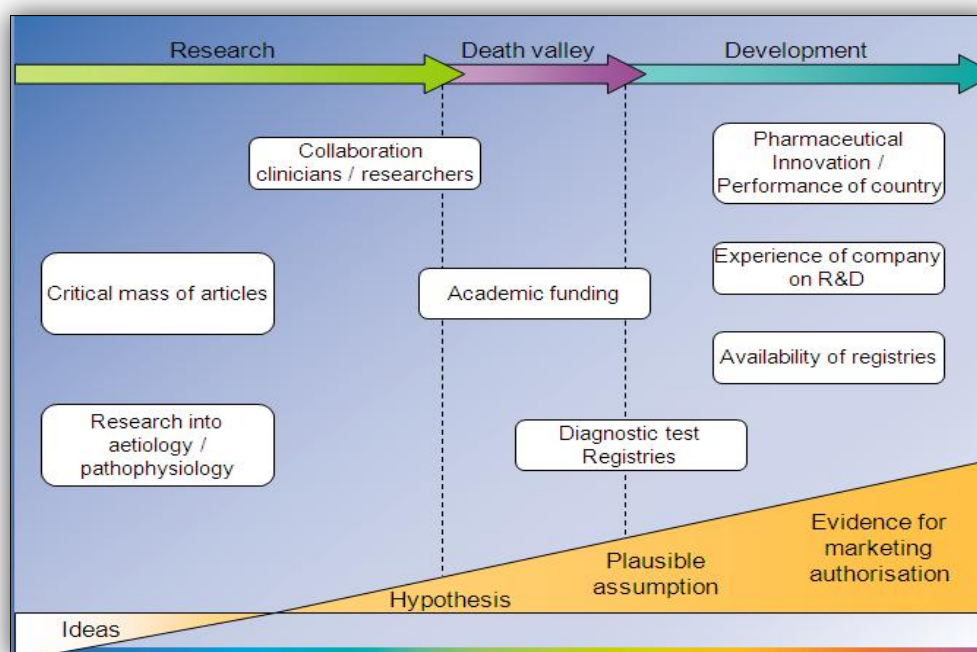 Research
Death valley
Development
Collaboration
clinicians / researchers
Pharmaceutical
Innovation /
Performance of country
Critical mass of articles
Academic funding
Experience of company
on R&D
Availability of registries
Research into
aetiology /
pathophysiology
Diagnostic test
Registries
Ideas
Hypothesis
Plausible
assumption
Evidence for
marketing
authorisation